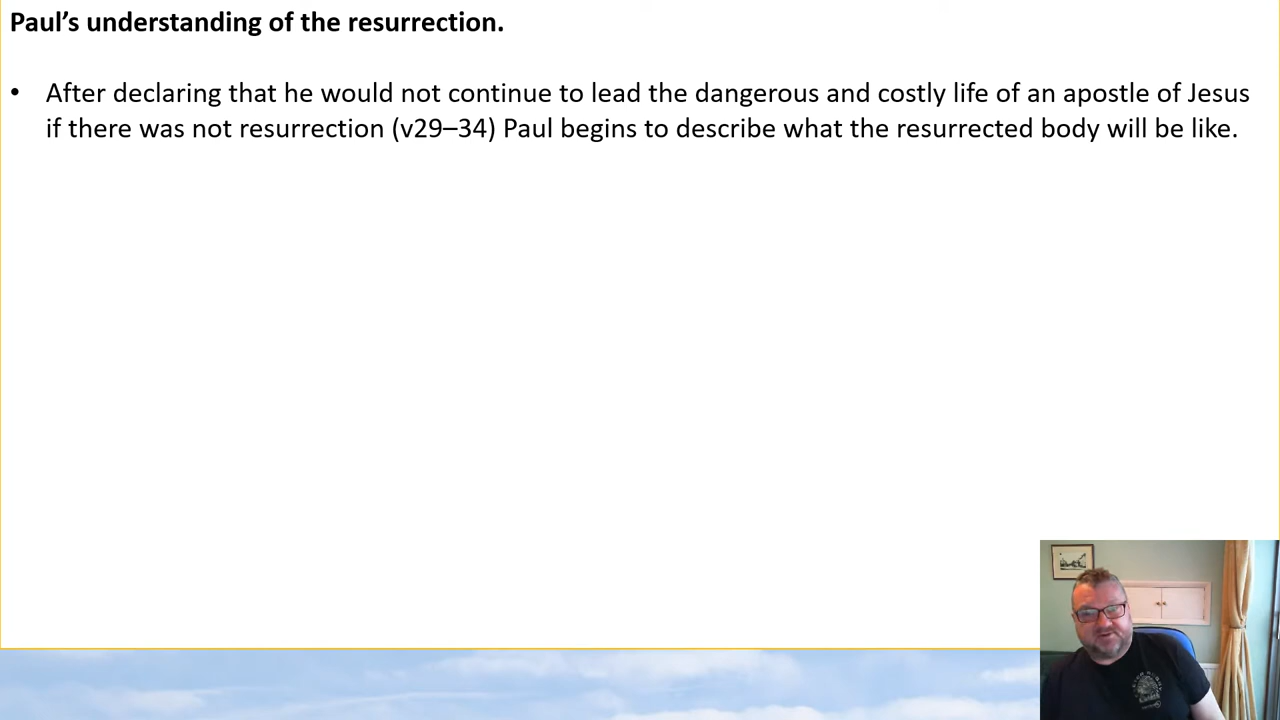 Paul’s understanding of the resurrection.
• After declaring that he would not continue to lead the dangerous and costly life of an apostle of Jesus
if there was not resurrection (v29–34) Paul begins to describe what the resurrected body will be like.